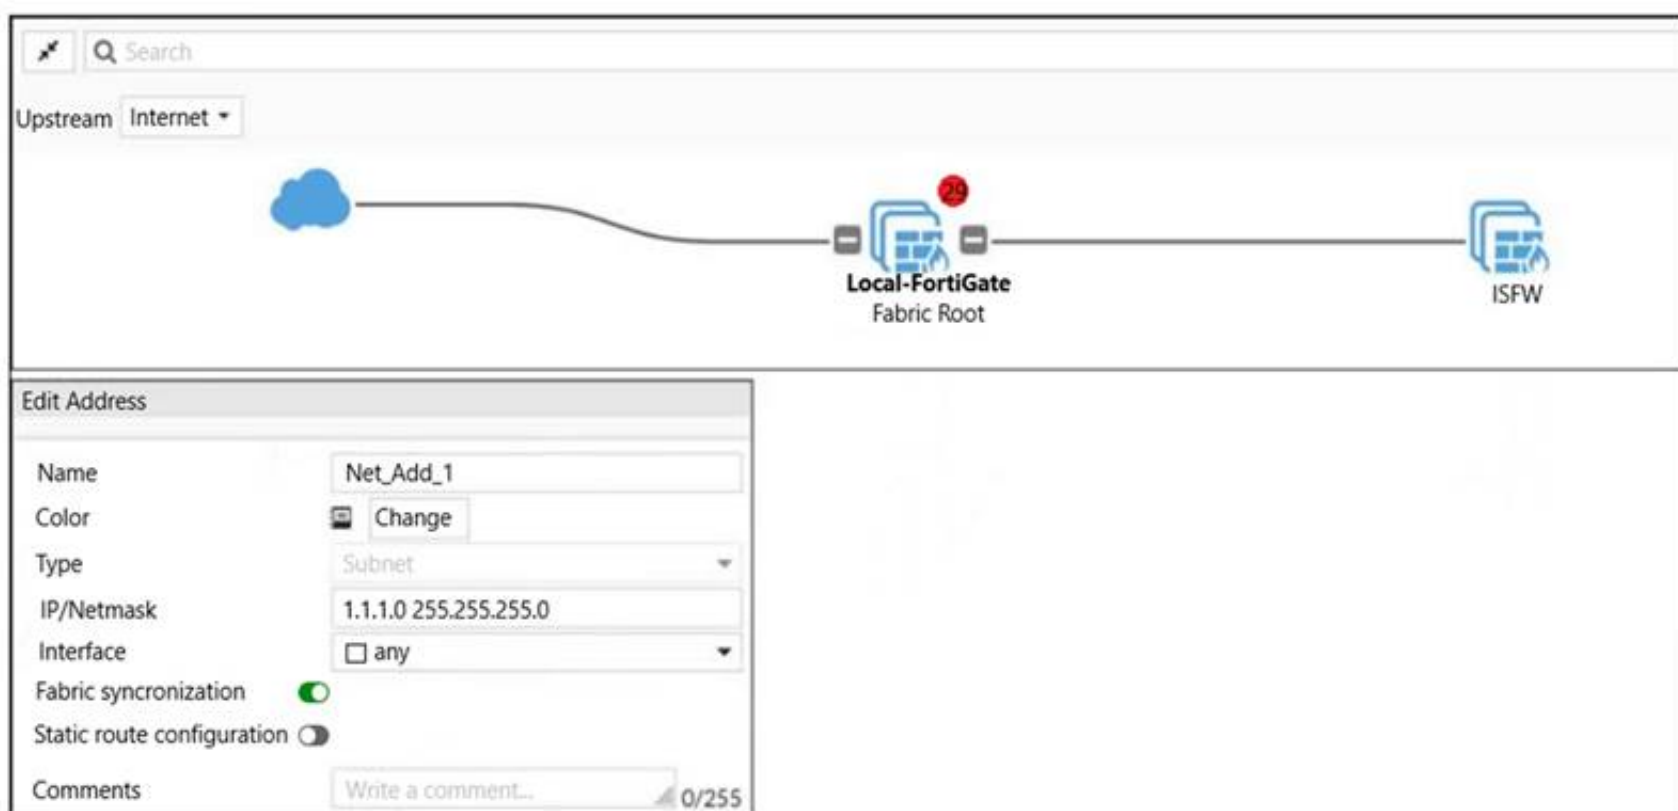 Search
Upstream Internet
29
Local-FortiGate
Fabric Root
ISFW
Edit Address
Name Net_Add_1
Color Change
Type Subnet
IP/Netmask 1.1.1.0 255.255.255.0
Interface any
Fabric syncronization
Static route configuration
Comments Write a comment... 0/255